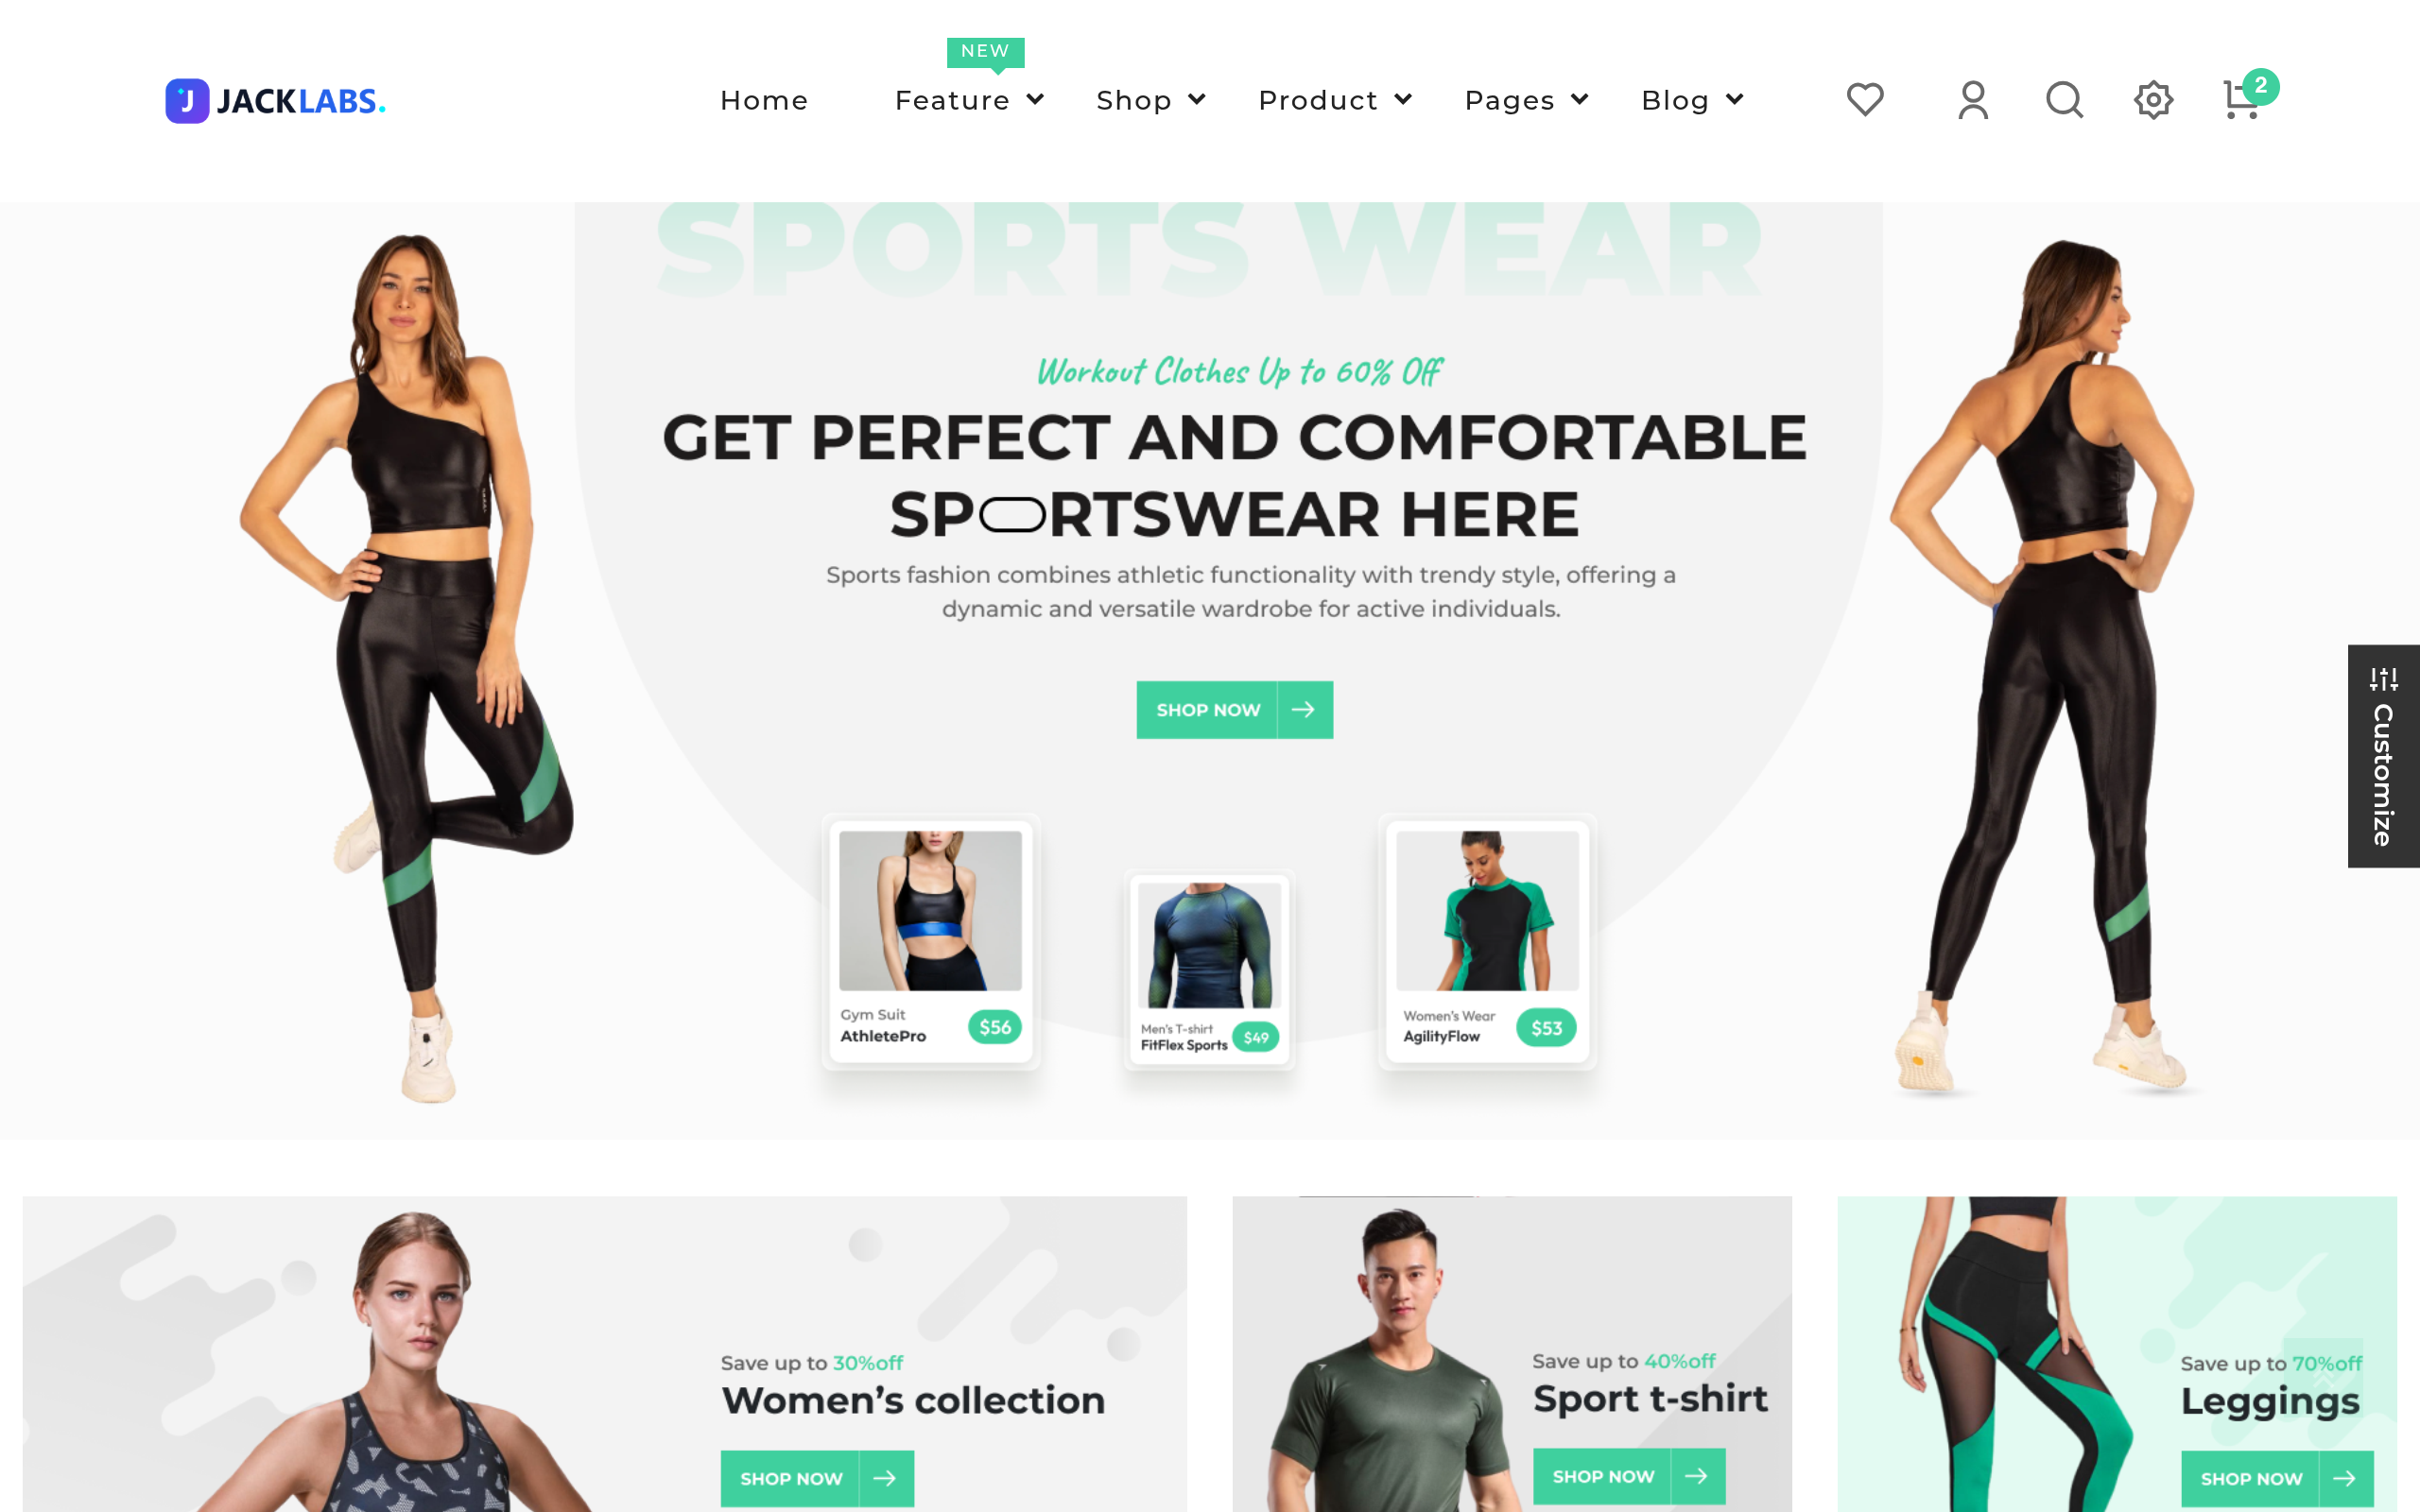 NEW
JACKLABS.
Home
Feature
Shop
Product
Pages
Blog
2
SPORTS WEAR
Workout Clothes Up to 60% Off
GET PERFECT AND COMFORTABLE
SPORTSWEAR HERE
Sports fashion combines athletic functionality with trendy style, offering a
dynamic and versatile wardrobe for active individuals.
SHOP NOW
Customize
Gym Suit
AthletePro
$56
Men's T-shirt
FitFlex Sports
$49
Women's Wear
AgilityFlow
$53
Save up to 30%off
Women's collection
SHOP NOW
Save up to 40%off
Sport t-shirt
SHOP NOW
Save up to 70%off
Leggings
SHOP NOW